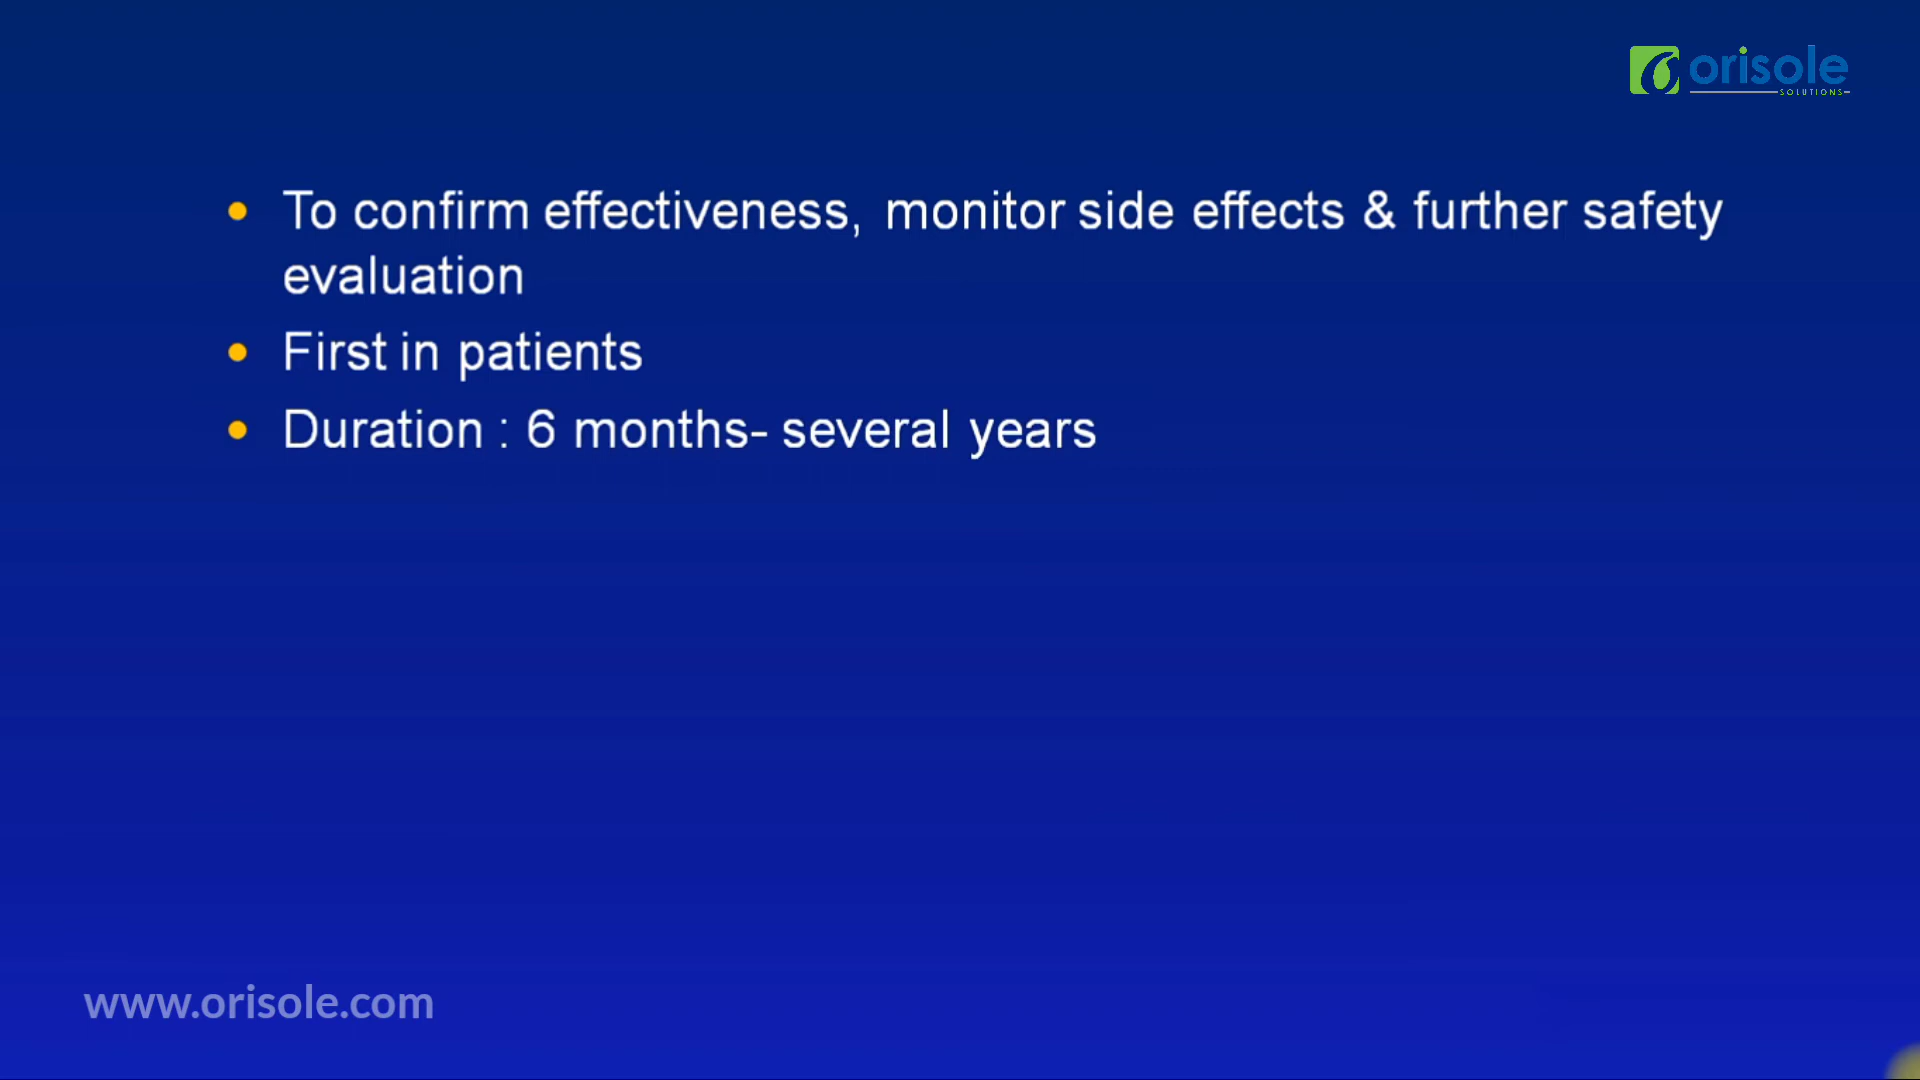 orisole
SOLUTIONS
• To confirm effectiveness, monitor side effects & further safety
evaluation
• First in patients
• Duration : 6 months- several years
www.orisole.com